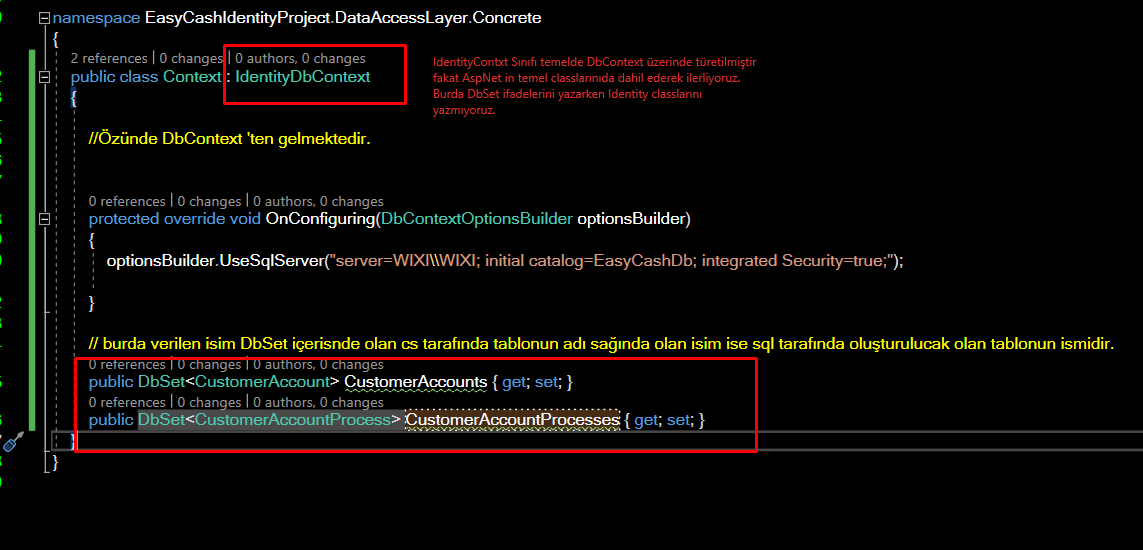 namespace EasyCashIdentityProject.DataAccessLayer.Concrete
{
2 references | 0 changes | 0 authors, 0 changes
public class Context : IdentityDbContext
{
IdentityContxt Sınıfı temelde DbContext üzerinde türetilmiştir
fakat AspNet in temel classlarınıda dahil ederek ilerliyoruz.
Burda DbSet ifadelerini yazarken Identity classlarını
yazmıyoruz.
//Özünde DbContext 'ten gelmektedir.
0 references | 0 changes | 0 authors, 0 changes
protected override void OnConfiguring(DbContextOptionsBuilder optionsBuilder)
{
optionsBuilder.UseSqlServer("server=WIXI\\WIXI; initial catalog=EasyCashDb; integrated Security=true;");
}
// burda verilen isim DbSet içerisnde olan cs tarafında tablonun adı sağında olan isim ise sql tarafında oluşturulucak olan tablonun ismidir.
0 references | 0 changes | 0 authors, 0 changes
public DbSet<CustomerAccount> CustomerAccounts { get; set; }
0 references | 0 changes | 0 authors, 0 changes
public DbSet<CustomerAccountProcess> CustomerAccountProcesses { get; set; }
}
}